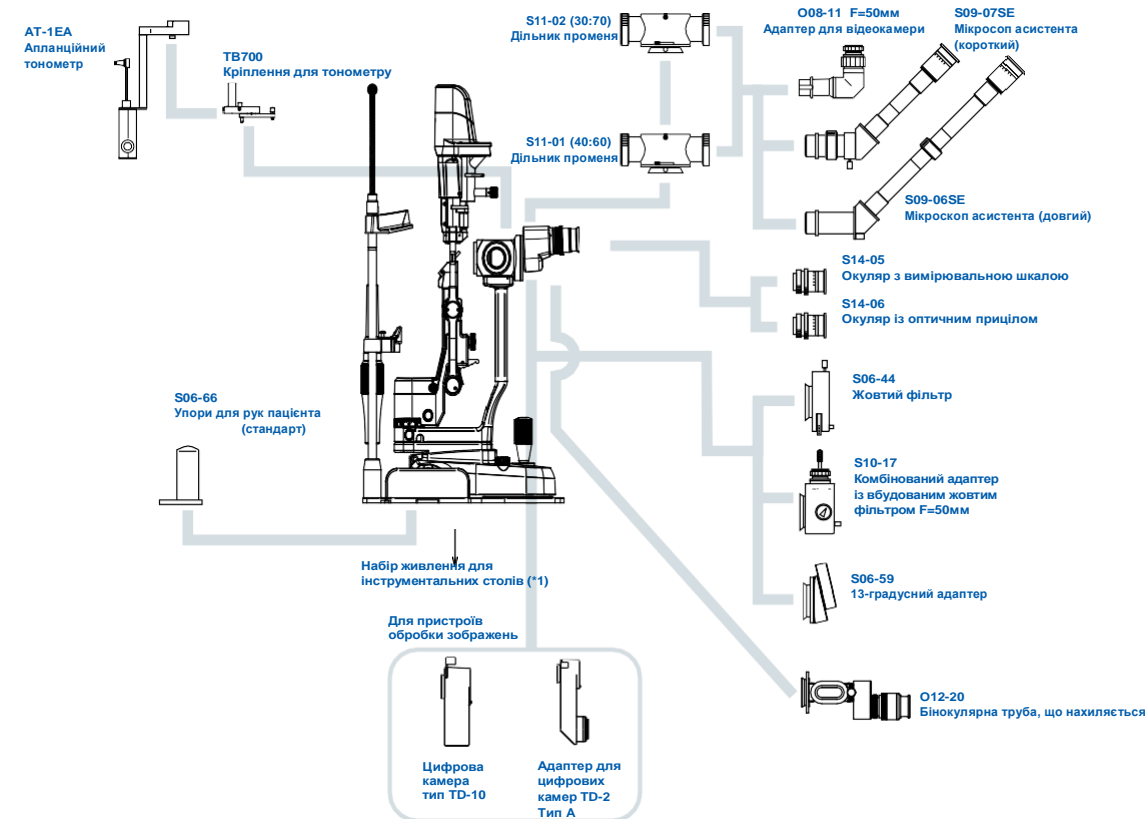 AT-1EA
Апланційний
тонометр
TB700
Кріплення для тонометру
S11-02 (30:70)
Дільник променя
O08-11 F=50мм
Адаптер для відеокамери
S09-07SE
Мікросоп асистента
(короткий)
S11-01 (40:60)
Дільник променя
S09-06SE
Мікроскоп асистента (довгий)
S14-05
Окуляр з вимірювальною шкалою
S14-06
Окуляр із оптичним прицілом
S06-44
Жовтий фільтр
S06-66
Упори для рук пацієнта
(стандарт)
S10-17
Комбінований адаптер
із вбудованим жовтим
фільтром F=50мм
Набір живлення для
інструментальних столів (*1)
S06-59
13-градусний адаптер
Для пристроїв
обробки зображень
O12-20
Бінокулярна труба, що нахиляється
Цифрова
камера
тип TD-10
Адаптер для
цифрових
камер TD-2
Тип A